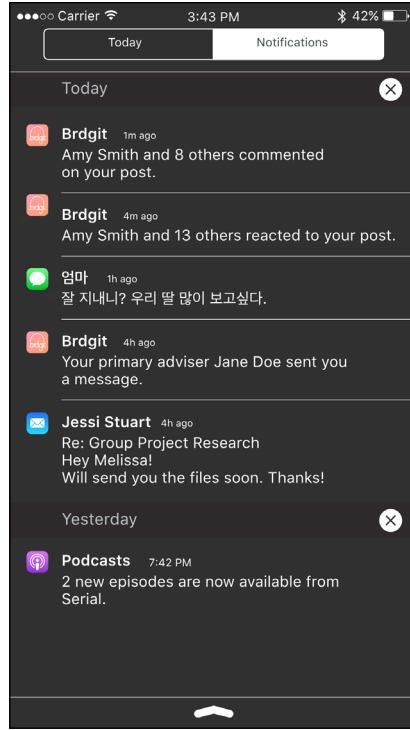 Carrier 3:43 PM 42%
Today Notifications
Today
Brdgit 1m ago
Amy Smith and 8 others commented
on your post.
Brdgit 4m ago
Amy Smith and 13 others reacted to your post.
엄마 1h ago
잘 지내니? 우리 딸 많이 보고싶다.
Brdgit 4h ago
Your primary adviser Jane Doe sent you
a message.
Jessi Stuart 4h ago
Re: Group Project Research
Hey Melissa!
Will send you the files soon. Thanks!
Yesterday
Podcasts 7:42 PM
2 new episodes are now available from
Serial.